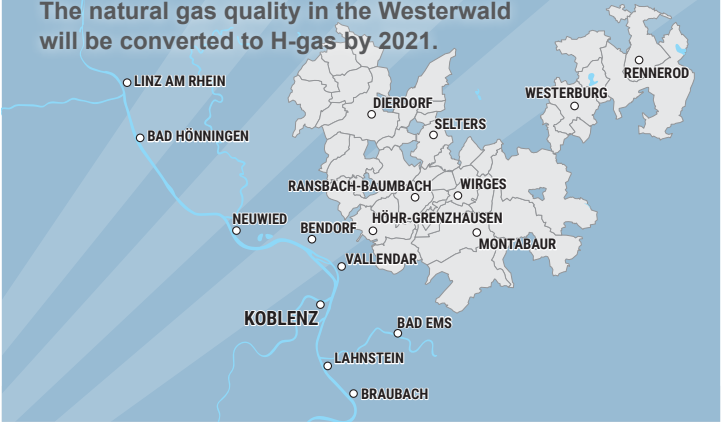 The natural gas quality in the Westerwald
will be converted to H-gas by 2021.
RENNEROD
LINZ AM RHEIN
WESTERBURG
DIERDORF
SELTERS
BAD HÖNNINGEN
RANSBACH-BAUMBACH
WIRGES
NEUWIED
HÖHR-GRENZHAUSEN
BENDORF
MONTABAUR
VALLENDAR
KOBLENZ
BAD EMS
LAHNSTEIN
BRAUBACH